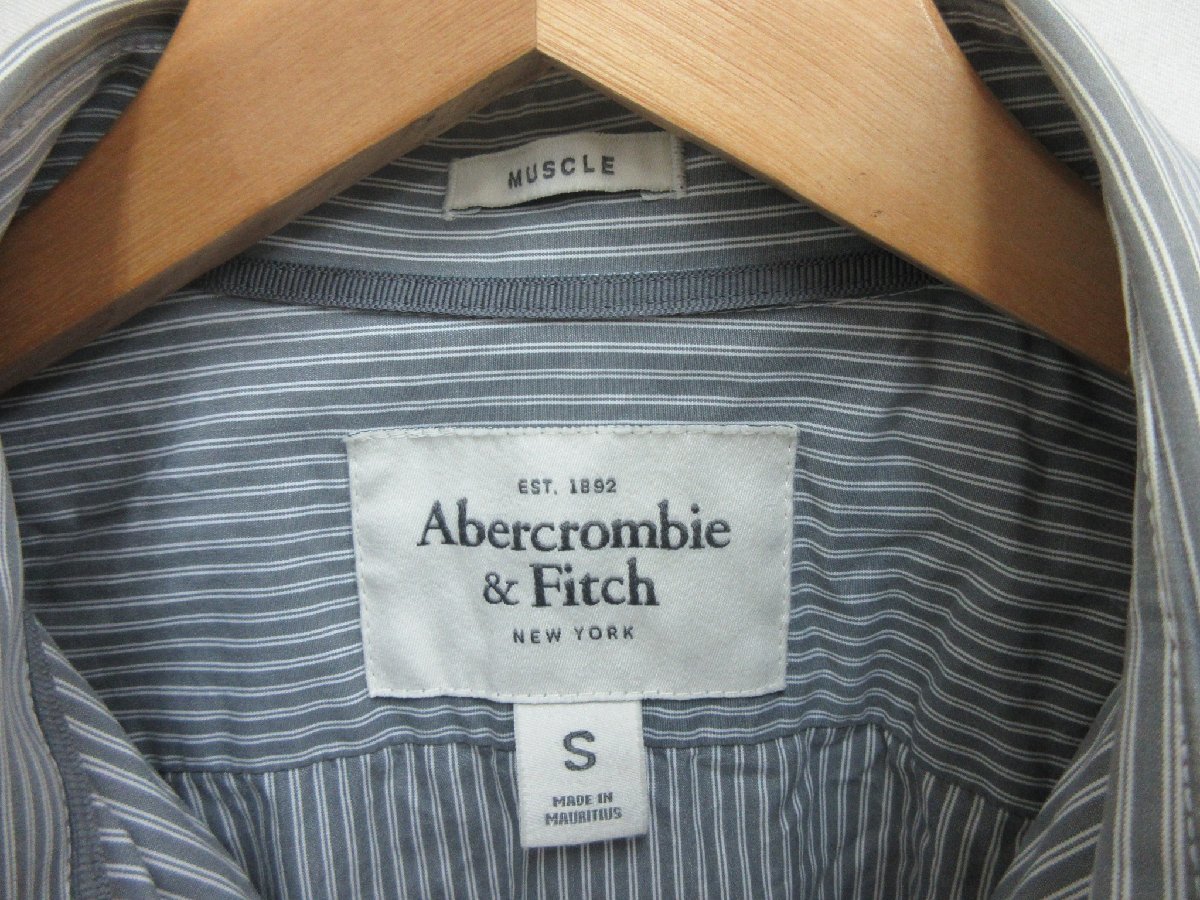 MUSCLE
EST. 1892
Abercrombie
& Fitch
NEW YORK
S
MADE IN
MAURITIUS